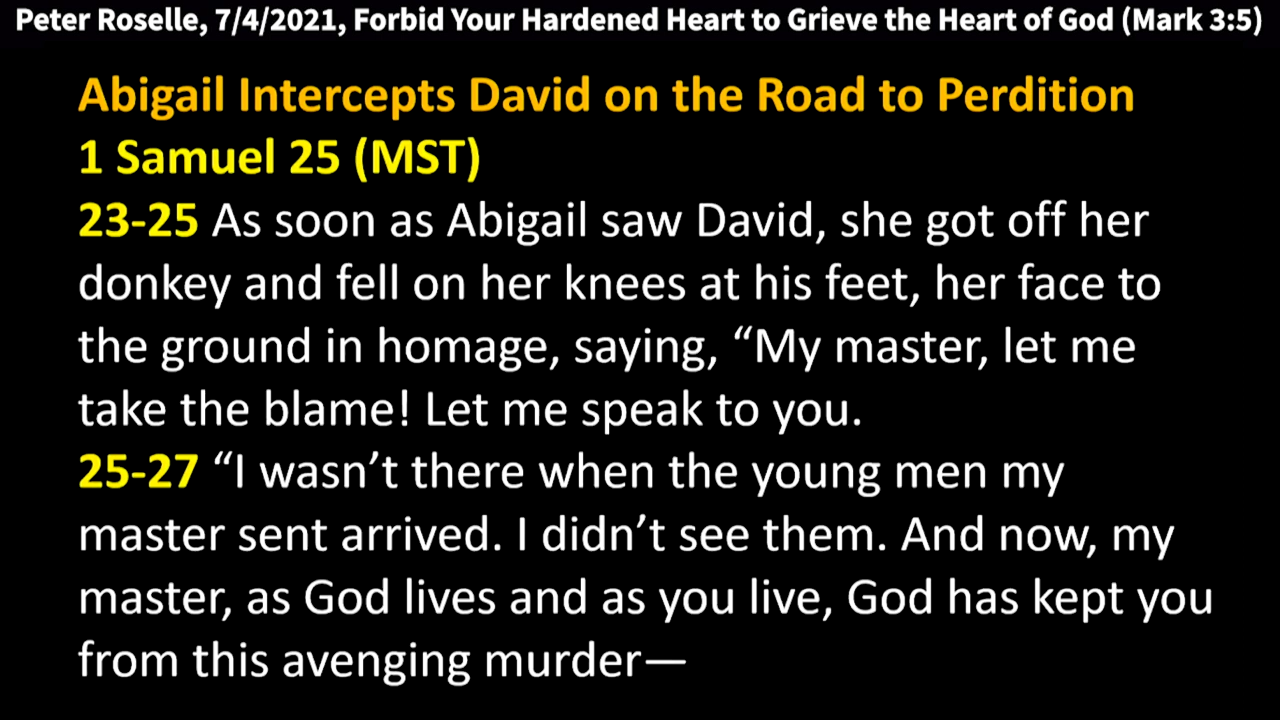 Peter Roselle, 7/4/2021, Forbid Your Hardened Heart to Grieve the Heart of God (Mark 3:5)
Abigail Intercepts David on the Road to Perdition
1 Samuel 25 (MST)
23-25 As soon as Abigail saw David, she got off her
donkey and fell on her knees at his feet, her face to
the ground in homage, saying, “My master, let me
take the blame! Let me speak to you.
25-27 “I wasn’t there when the young men my
master sent arrived. I didn’t see them. And now, my
master, as God lives and as you live, God has kept you
from this avenging murder—